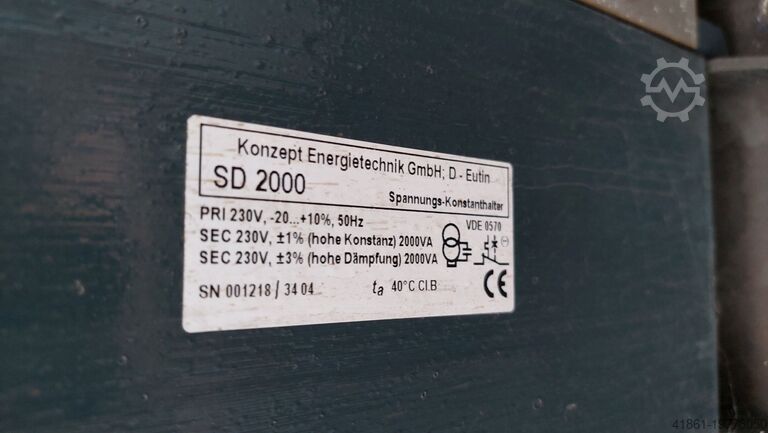 Konzept Energietechnik GmbH; D - Eutin
SD 2000
Spannungs-Konstanthalter
PRI 230V, -20...+10%, 50Hz
VDE 0570
SEC 230V, ±1% (hohe Konstanz) 2000VA
SEC 230V, ±3% (hohe Dämpfung) 2000VA
SN 001218 / 34 04
ta 40°C Cl.B
CE